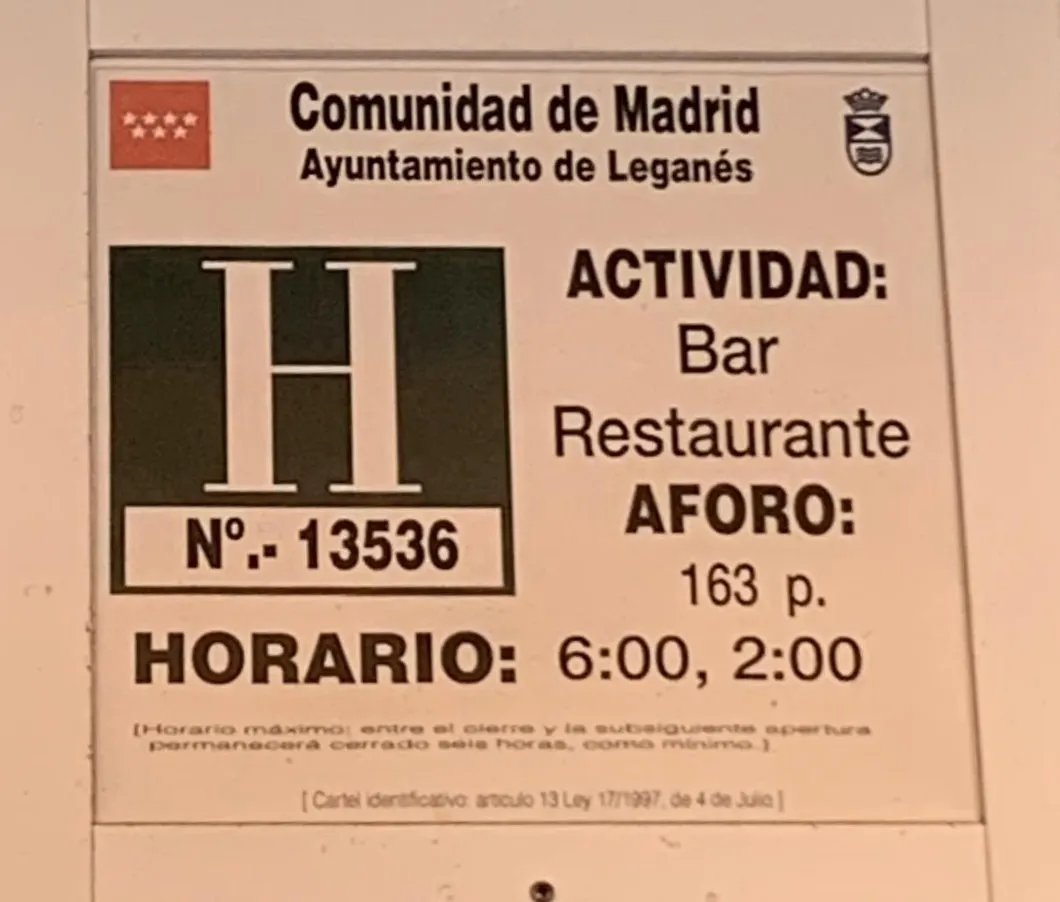 Comunidad de Madrid
Ayuntamiento de Leganés
H
Nº.- 13536
ACTIVIDAD:
Bar
Restaurante
AFORO:
163 p.
HORARIO: 6:00, 2:00
[Horario máximo: entre el cierre y la subsiguiente apertura
permanecerá cerrado seis horas, como mínimo.]
[ Cartel identificativo: artículo 13 Ley 17/1997, de 4 de Julio ]